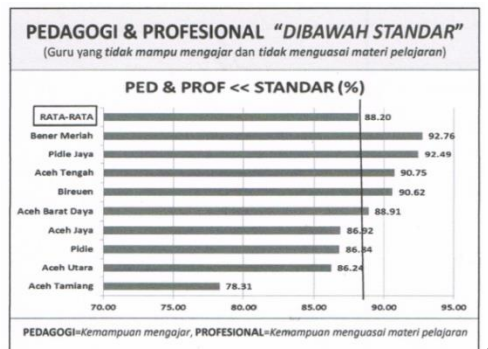 PEDAGOGI & PROFESIONAL "DIBAWAH STANDAR"
(Guru yang tidak mampu mengajar dan tidak menguasai materi pelajaran)
PED & PROF << STANDAR (%)
RATA-RATA 88.20
Bener Meriah 92.76
Pidie Jaya 92.49
Aceh Tengah 90.75
Bireuen 90.62
Aceh Barat Daya 88.91
Aceh Jaya 86.92
Pidie 86.84
Aceh Utara 86.24
Aceh Tamiang 78.31
70.00 75.00 80.00 85.00 90.00 95.00
PEDAGOGI=Kemampuan mengajar, PROFESIONAL=Kemampuan menguasai materi pelajaran